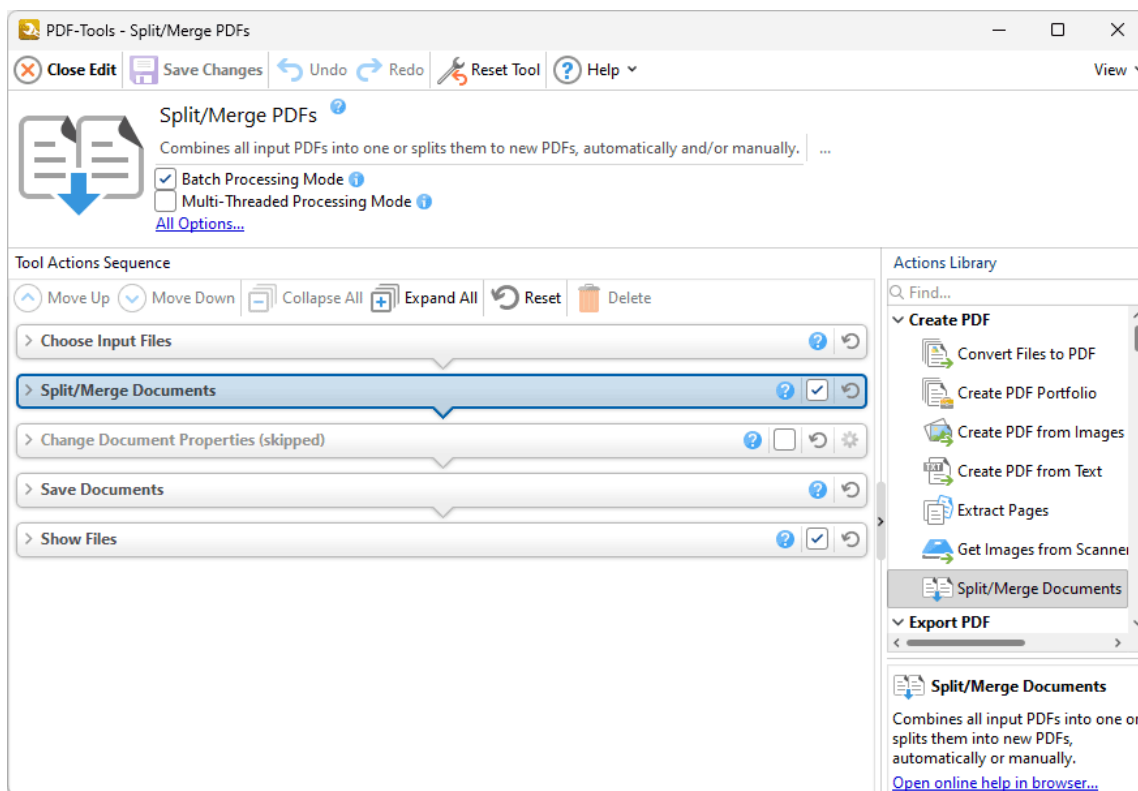 PDF-Tools - Split/Merge PDFs
Close Edit Save Changes Undo Redo Reset Tool ? Help View
Split/Merge PDFs ?
Combines all input PDFs into one or splits them to new PDFs, automatically and/or manually. ...
Batch Processing Mode i
Multi-Threaded Processing Mode i
All Options...
Tool Actions Sequence
Move Up Move Down Collapse All Expand All Reset Delete
Choose Input Files ?
Split/Merge Documents ?
Change Document Properties (skipped) ?
Save Documents ?
Show Files ?
Actions Library
Find...
Create PDF
Convert Files to PDF
Create PDF Portfolio
Create PDF from Images
TXT Create PDF from Text
Extract Pages
Get Images from Scanner
Split/Merge Documents
Export PDF
Split/Merge Documents
Combines all input PDFs into one or
splits them into new PDFs,
automatically or manually.
Open online help in browser...